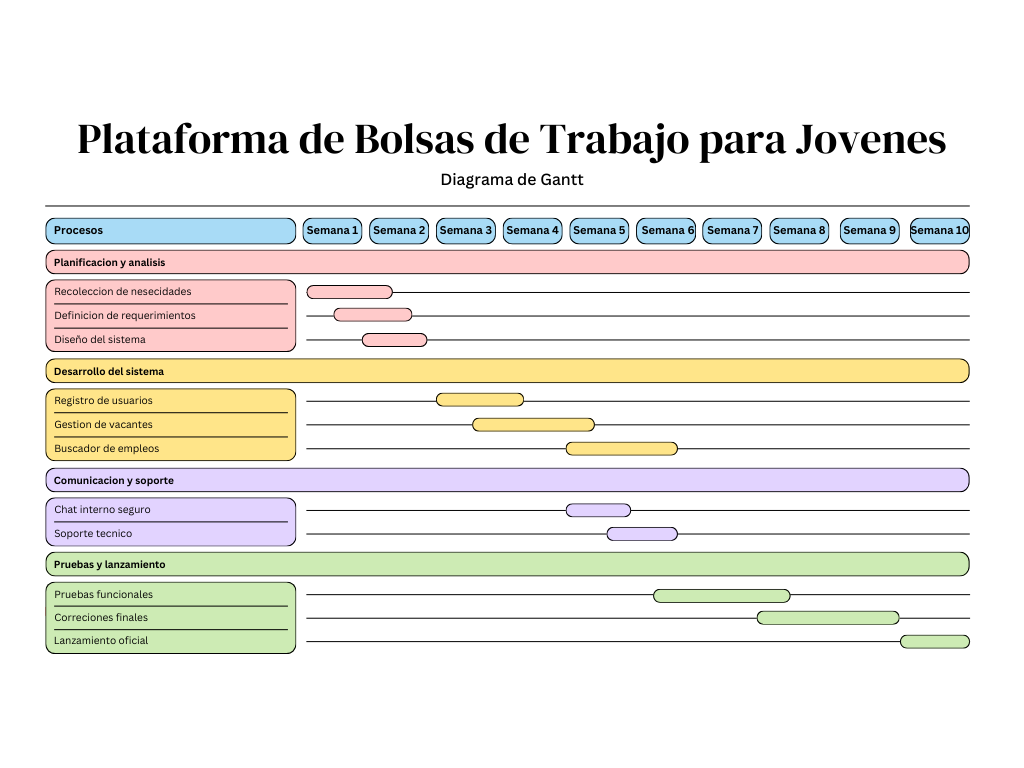 Plataforma de Bolsas de Trabajo para Jovenes
Diagrama de Gantt
Procesos Semana 1 Semana 2 Semana 3 Semana 4 Semana 5 Semana 6 Semana 7 Semana 8 Semana 9 Semana 10
Planificacion y analisis
Recoleccion de nesecidades
Definicion de requerimientos
Diseño del sistema
Desarrollo del sistema
Registro de usuarios
Gestion de vacantes
Buscador de empleos
Comunicacion y soporte
Chat interno seguro
Soporte tecnico
Pruebas y lanzamiento
Pruebas funcionales
Correciones finales
Lanzamiento oficial